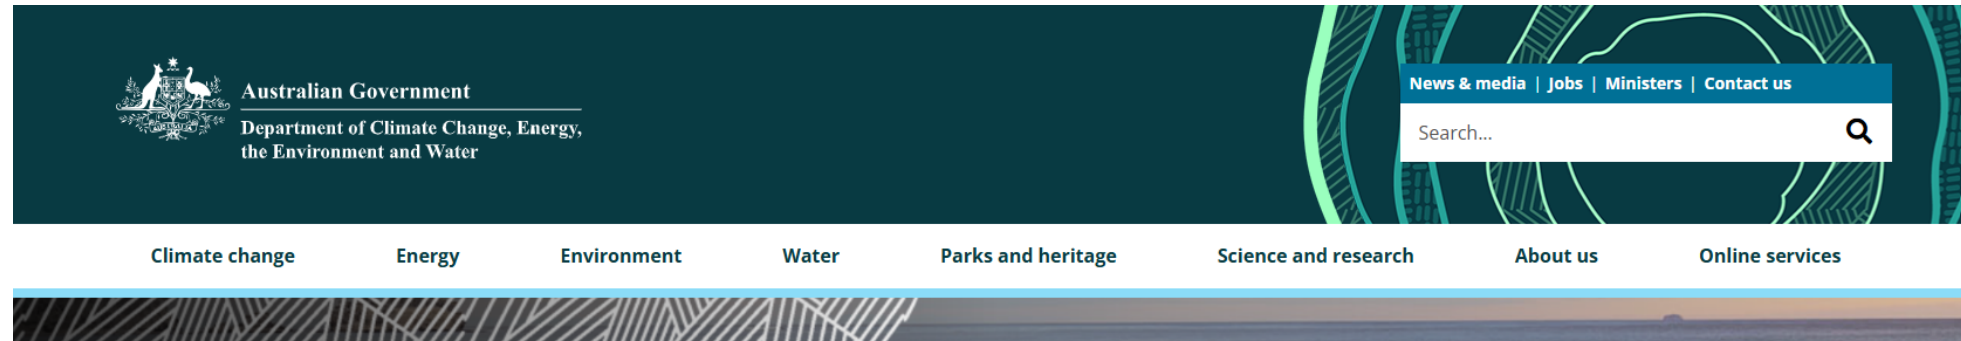 Australian Government
Department of Climate Change, Energy,
the Environment and Water
News & media | Jobs | Ministers | Contact us
Search...
Climate change Energy Environment Water Parks and heritage Science and research About us Online services